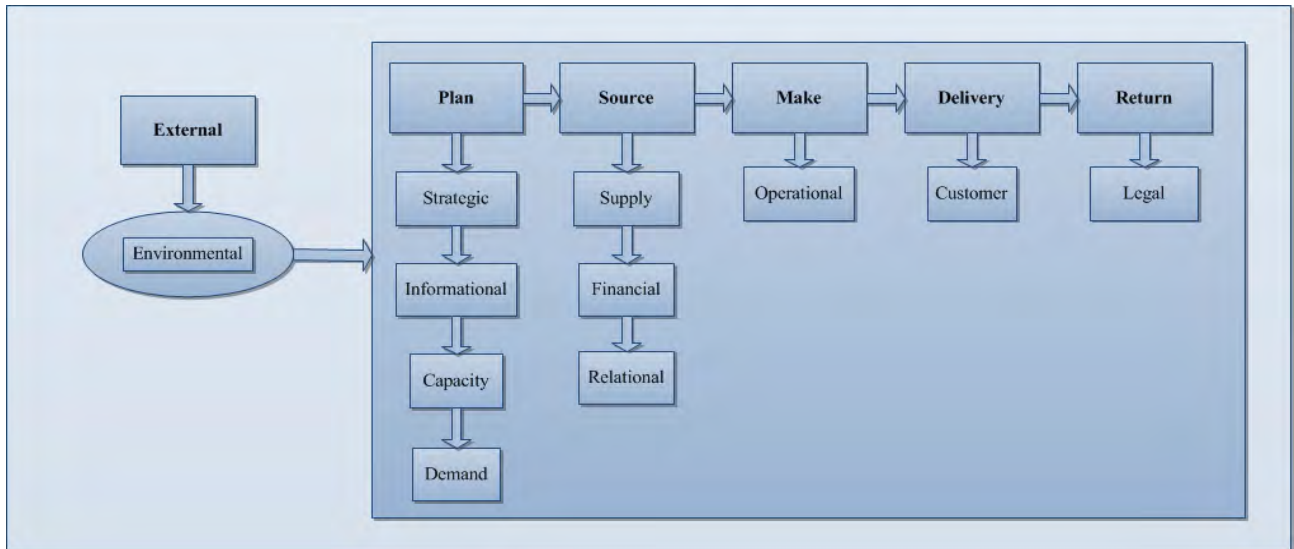 External
Environmental
Plan
Source
Make
Delivery
Return
Strategic
Supply
Operational
Customer
Legal
Informational
Financial
Capacity
Relational
Demand